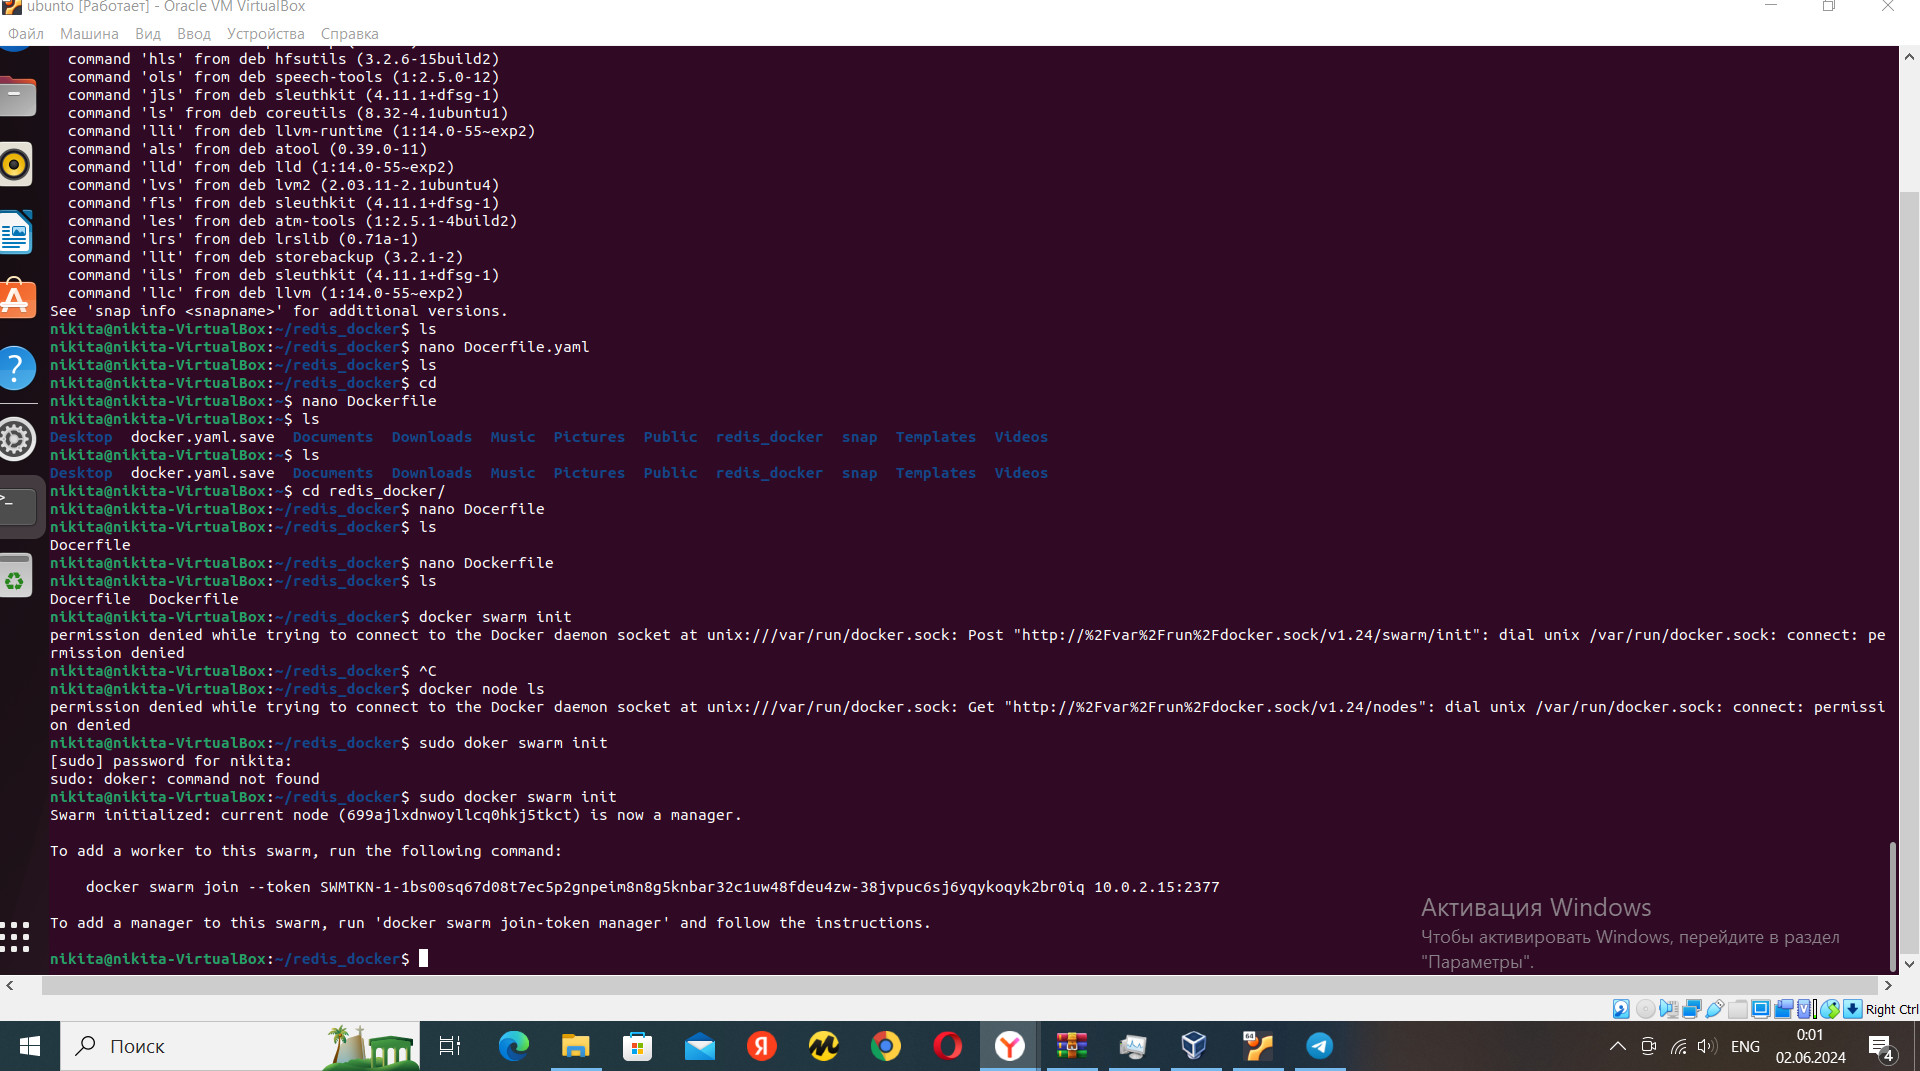 ubunto [Работает] - Oracle VM VirtualBox
Файл Машина Вид Ввод Устройства Справка
command 'hls' from deb hfsutils (3.2.6-15build2)
command 'ols' from deb speech-tools (1:2.5.0-12)
command 'jls' from deb sleuthkit (4.11.1+dfsg-1)
command 'ls' from deb coreutils (8.32-4.1ubuntu1)
command 'lli' from deb llvm-runtime (1:14.0-55~exp2)
command 'als' from deb atool (0.39.0-11)
command 'lld' from deb lld (1:14.0-55~exp2)
command 'lvs' from deb lvm2 (2.03.11-2.1ubuntu4)
command 'fls' from deb sleuthkit (4.11.1+dfsg-1)
command 'les' from deb atm-tools (1:2.5.1-4build2)
command 'lrs' from deb lrslib (0.71a-1)
command 'llt' from deb storebackup (3.2.1-2)
command 'ils' from deb sleuthkit (4.11.1+dfsg-1)
command 'llc' from deb llvm (1:14.0-55~exp2)
See 'snap info <snapname>' for additional versions.
nikita@nikita-VirtualBox:~/redis_docker$ ls
nikita@nikita-VirtualBox:~/redis_docker$ nano Docerfile.yaml
nikita@nikita-VirtualBox:~/redis_docker$ ls
nikita@nikita-VirtualBox:~/redis_docker$ cd
nikita@nikita-VirtualBox:~$ nano Dockerfile
nikita@nikita-VirtualBox:~$ ls
Desktop docker.yaml.save Documents Downloads Music Pictures Public redis_docker snap Templates Videos
nikita@nikita-VirtualBox:~$ ls
Desktop docker.yaml.save Documents Downloads Music Pictures Public redis_docker snap Templates Videos
nikita@nikita-VirtualBox:~$ cd redis_docker/
nikita@nikita-VirtualBox:~/redis_docker$ nano Docerfile
nikita@nikita-VirtualBox:~/redis_docker$ ls
Docerfile
nikita@nikita-VirtualBox:~/redis_docker$ nano Dockerfile
nikita@nikita-VirtualBox:~/redis_docker$ ls
Docerfile Dockerfile
nikita@nikita-VirtualBox:~/redis_docker$ docker swarm init
permission denied while trying to connect to the Docker daemon socket at unix:///var/run/docker.sock: Post "http://%2Fvar%2Frun%2Fdocker.sock/v1.24/swarm/init": dial unix /var/run/docker.sock: connect: pe
rmission denied
nikita@nikita-VirtualBox:~/redis_docker$ ^C
nikita@nikita-VirtualBox:~/redis_docker$ docker node ls
permission denied while trying to connect to the Docker daemon socket at unix:///var/run/docker.sock: Get "http://%2Fvar%2Frun%2Fdocker.sock/v1.24/nodes": dial unix /var/run/docker.sock: connect: permissi
on denied
nikita@nikita-VirtualBox:~/redis_docker$ sudo doker swarm init
[sudo] password for nikita:
sudo: doker: command not found
nikita@nikita-VirtualBox:~/redis_docker$ sudo docker swarm init
Swarm initialized: current node (699ajlxdnwoyllcq0hkj5tkct) is now a manager.
To add a worker to this swarm, run the following command:
docker swarm join --token SWMTKN-1-1bs00sq67d08t7ec5p2gnpeim8n8g5knbar32c1uw48fdeu4zw-38jvpuc6sj6yqykoqyk2br0iq 10.0.2.15:2377
To add a manager to this swarm, run 'docker swarm join-token manager' and follow the instructions.
nikita@nikita-VirtualBox:~/redis_docker$
Активация Windows
Чтобы активировать Windows, перейдите в раздел
"Параметры".
Right Ctrl
Поиск
ENG
0:01
02.06.2024
4